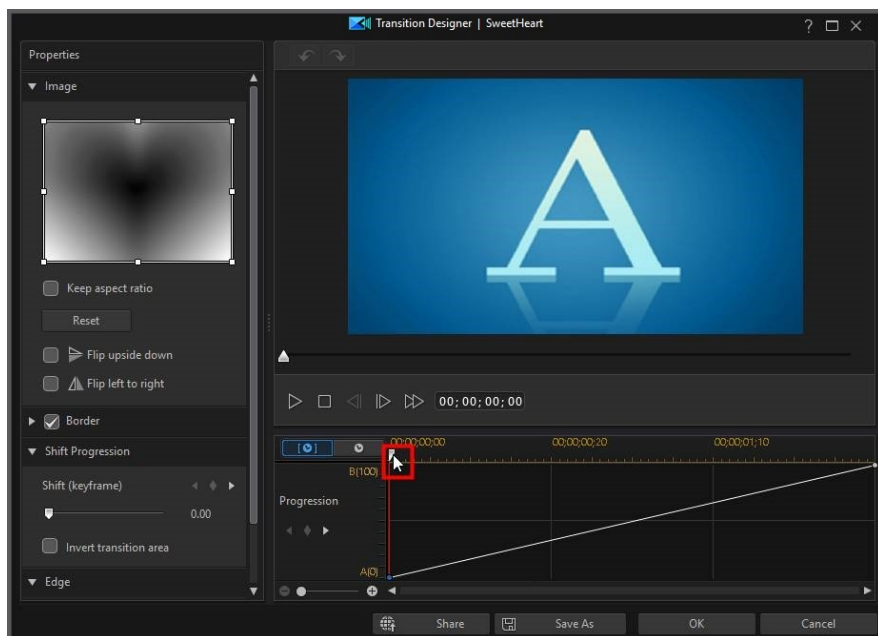 Transition Designer | SweetHeart
?
Properties
Image
Keep aspect ratio
Reset
Flip upside down
Flip left to right
Border
Shift Progression
Shift (keyframe)
0.00
Invert transition area
Edge
A
00;00;00;00
00;00;00;00
00;00;00;20
00;00;01;10
B(100)
Progression
A(0)
Share
Save As
OK
Cancel